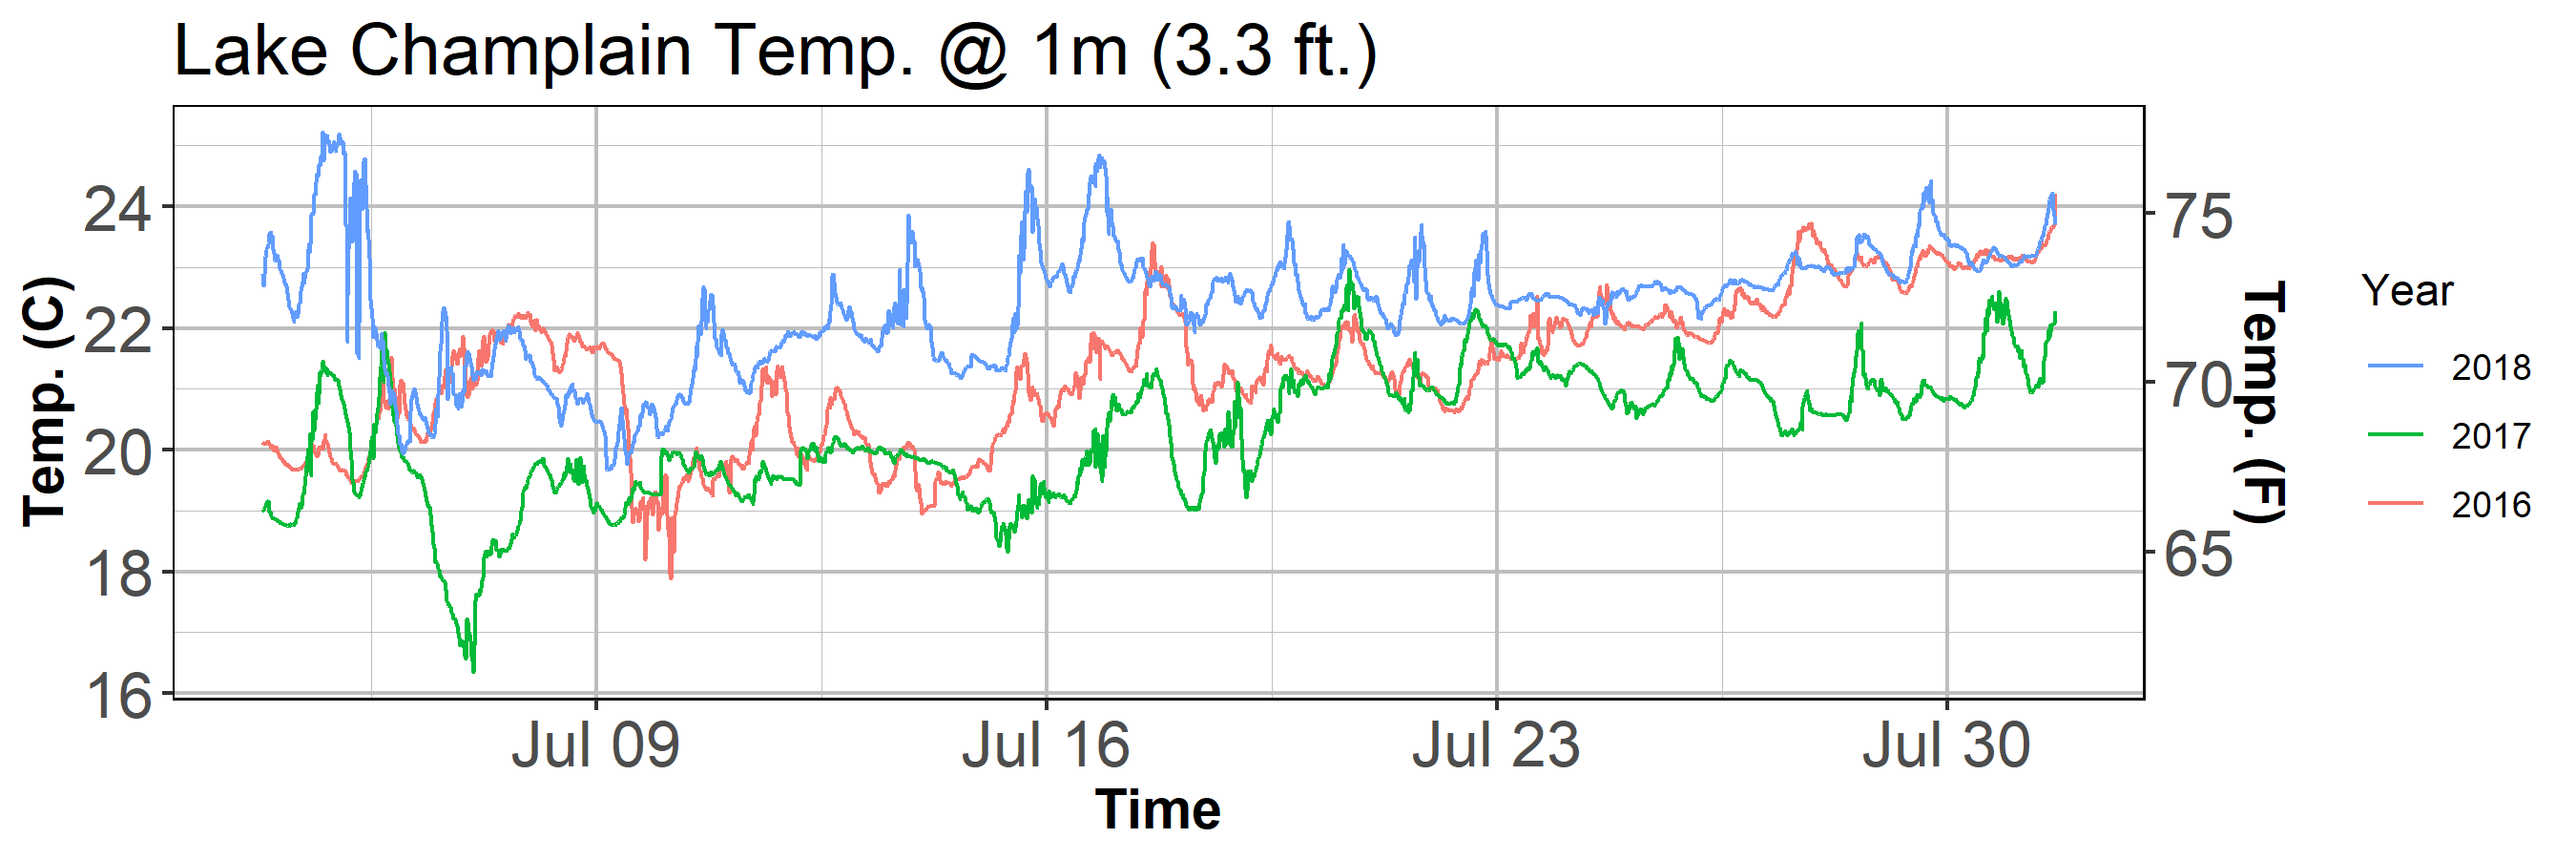 Lake Champlain Temp. @ 1m (3.3 ft.)
Temp. (C)
24
22
20
18
16
75
70
65
Temp. (F)
Jul 09
Jul 16
Jul 23
Jul 30
Time
Year
2018
2017
2016